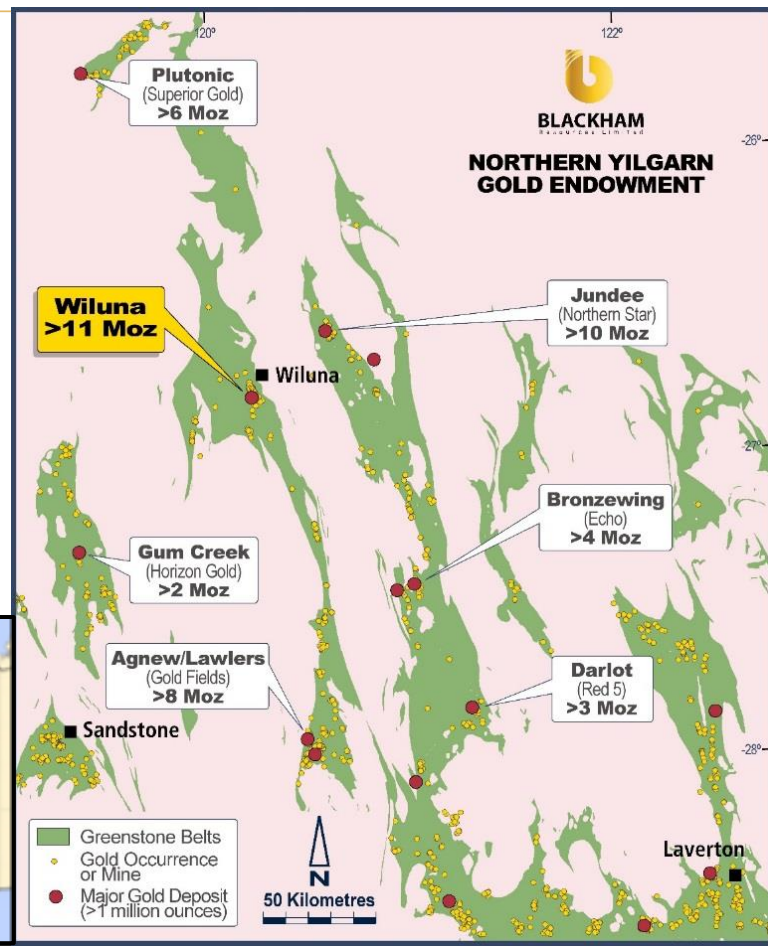 120º
122º
Plutonic
(Superior Gold)
>6 Moz
BLACKHAM
Resources Limited
-26º
NORTHERN YILGARN
GOLD ENDOWMENT
Wiluna
>11 Moz
Jundee
(Northern Star)
>10 Moz
Wiluna
-27º
Bronzewing
(Echo)
>4 Moz
Gum Creek
(Horizon Gold)
>2 Moz
Agnew/Lawlers
(Gold Fields)
>8 Moz
Darlot
(Red 5)
>3 Moz
Sandstone
-28º
Greenstone Belts
Gold Occurrence
or Mine
Major Gold Deposit
(>1 million ounces)
N
50 Kilometres
Laverton